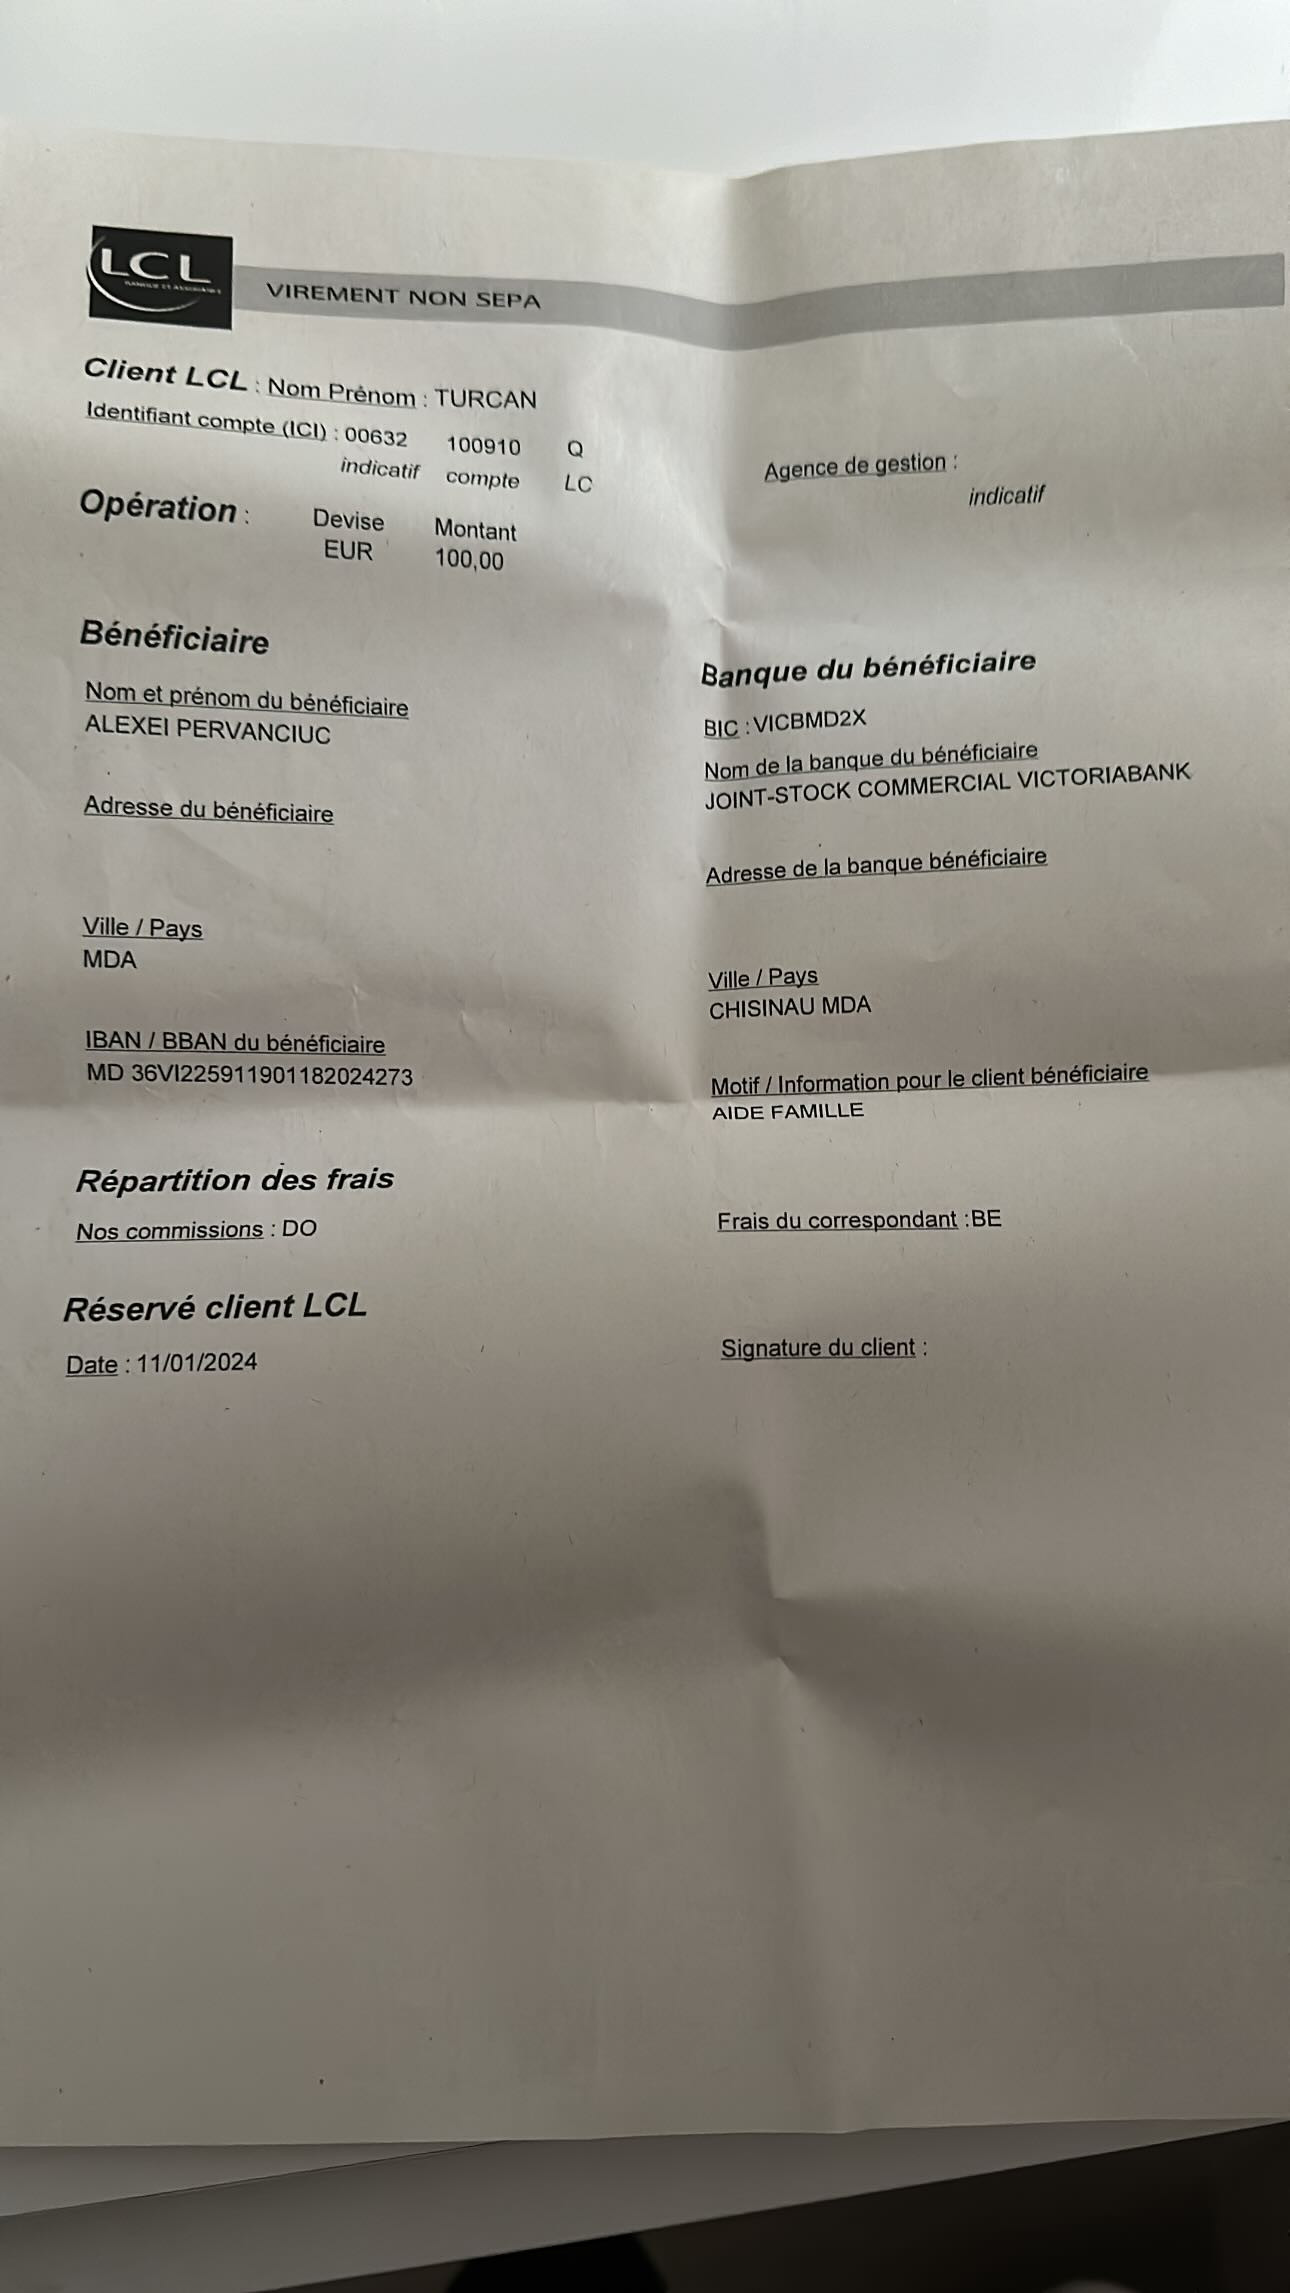 LCL
VIREMENT NON SEPA
Client LCL : Nom Prénom : TURCAN
Identifiant compte (ICI) : 00632 100910 Q
indicatif compte LC
Agence de gestion :
indicatif
Opération : Devise Montant
EUR 100,00
Bénéficiaire
Nom et prénom du bénéficiaire
ALEXEI PERVANCIUC
Adresse du bénéficiaire
Ville / Pays
MDA
IBAN / BBAN du bénéficiaire
MD 36VI225911901182024273
Banque du bénéficiaire
BIC : VICBMD2X
Nom de la banque du bénéficiaire
JOINT-STOCK COMMERCIAL VICTORIABANK
Adresse de la banque bénéficiaire
Ville / Pays
CHISINAU MDA
Motif / Information pour le client bénéficiaire
AIDE FAMILLE
Répartition des frais
Nos commissions : DO
Frais du correspondant :BE
Réservé client LCL
Date : 11/01/2024
Signature du client :